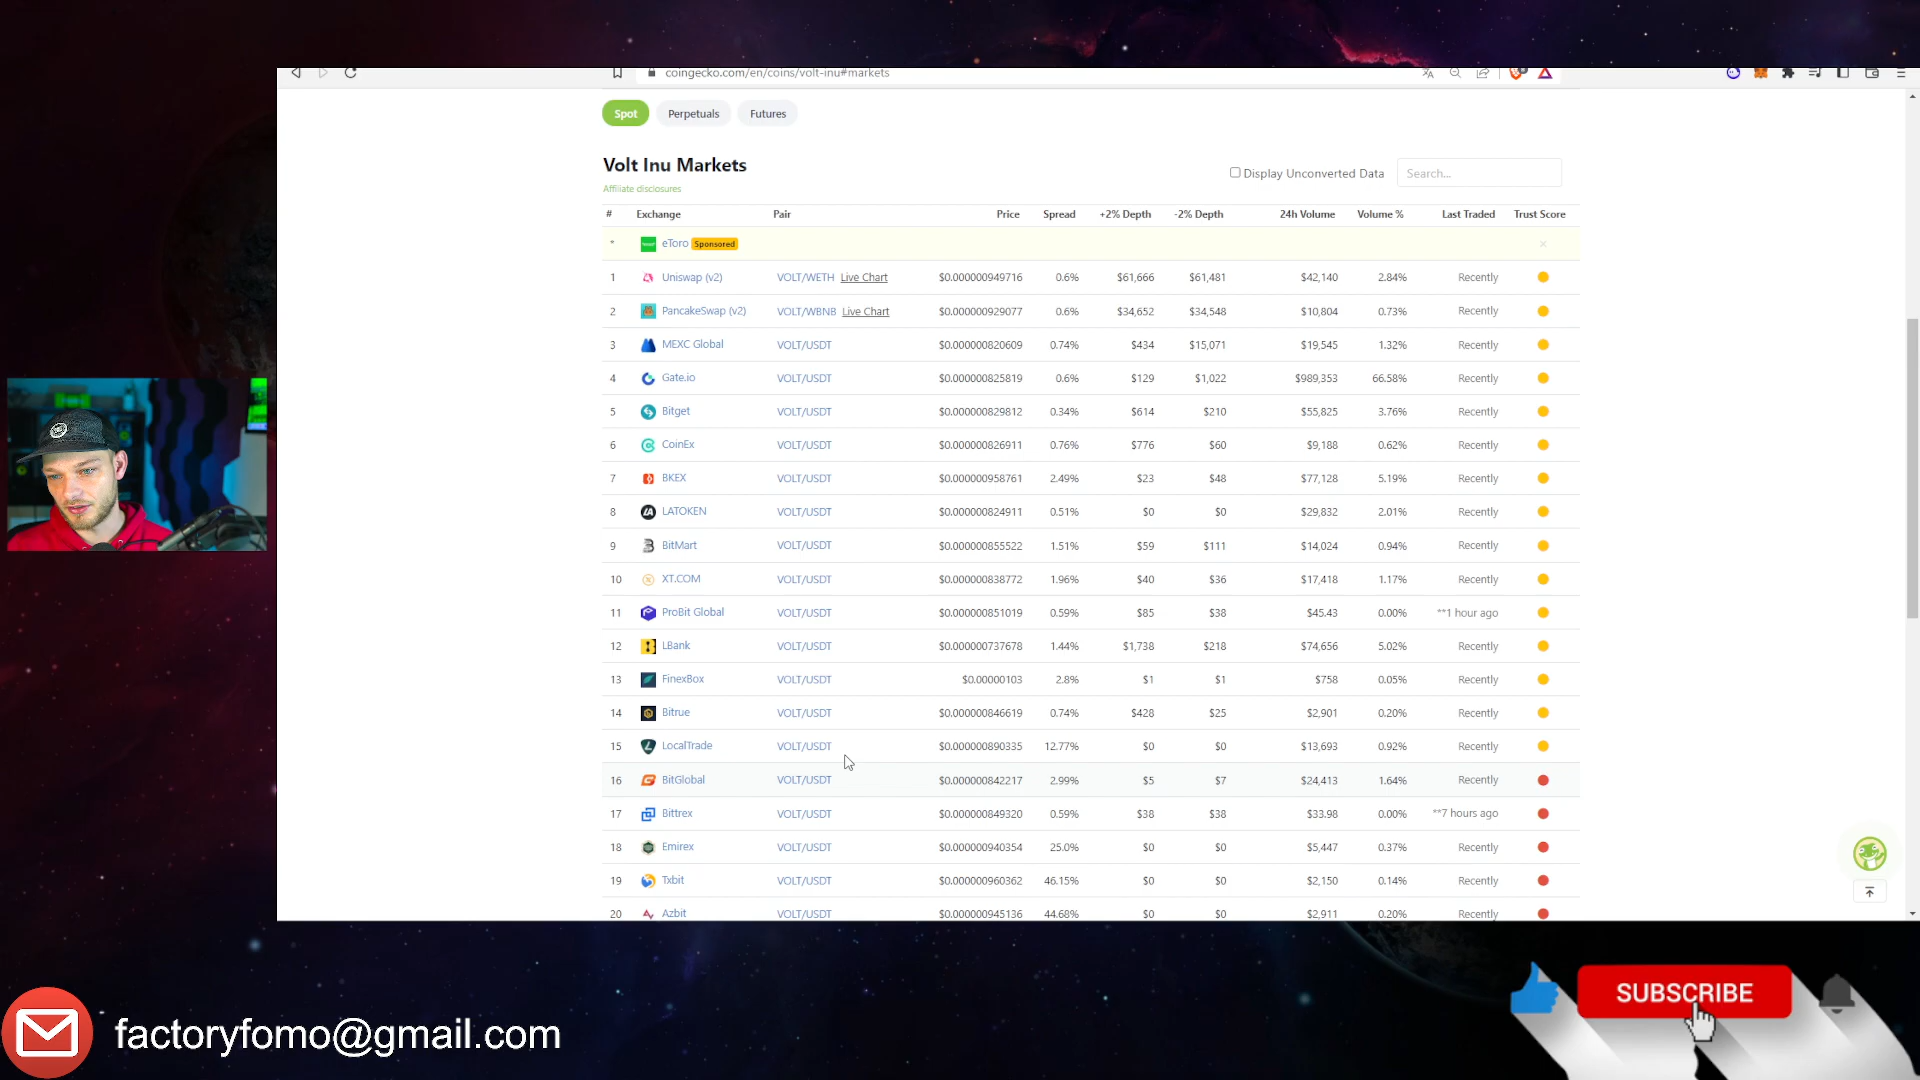 coingecko.com/en/coins/volt-inu#markets
Spot Perpetuals Futures
Volt Inu Markets
Affiliate disclosures
Display Unconverted Data Search...
# Exchange Pair Price Spread +2% Depth -2% Depth 24h Volume Volume % Last Traded Trust Score
* eToro Sponsored ×
1 Uniswap (v2) VOLT/WETH Live Chart $0.000000949716 0.6% $61,666 $61,481 $42,140 2.84% Recently
2 PancakeSwap (v2) VOLT/WBNB Live Chart $0.000000929077 0.6% $34,652 $34,548 $10,804 0.73% Recently
3 MEXC Global VOLT/USDT $0.000000820609 0.74% $434 $15,071 $19,545 1.32% Recently
4 Gate.io VOLT/USDT $0.000000825819 0.6% $129 $1,022 $989,353 66.58% Recently
5 Bitget VOLT/USDT $0.000000829812 0.34% $614 $210 $55,825 3.76% Recently
6 CoinEx VOLT/USDT $0.000000826911 0.76% $776 $60 $9,188 0.62% Recently
7 BKEX VOLT/USDT $0.000000958761 2.49% $23 $48 $77,128 5.19% Recently
8 LATOKEN VOLT/USDT $0.000000824911 0.51% $0 $0 $29,832 2.01% Recently
9 BitMart VOLT/USDT $0.000000855522 1.51% $59 $111 $14,024 0.94% Recently
10 XT.COM VOLT/USDT $0.000000838772 1.96% $40 $36 $17,418 1.17% Recently
11 ProBit Global VOLT/USDT $0.000000851019 0.59% $85 $38 $45.43 0.00% **1 hour ago
12 LBank VOLT/USDT $0.000000737678 1.44% $1,738 $218 $74,656 5.02% Recently
13 FinexBox VOLT/USDT $0.00000103 2.8% $1 $1 $758 0.05% Recently
14 Bitrue VOLT/USDT $0.000000846619 0.74% $428 $25 $2,901 0.20% Recently
15 LocalTrade VOLT/USDT $0.000000890335 12.77% $0 $0 $13,693 0.92% Recently
16 BitGlobal VOLT/USDT $0.000000842217 2.99% $5 $7 $24,413 1.64% Recently
17 Bittrex VOLT/USDT $0.000000849320 0.59% $38 $38 $33.98 0.00% **7 hours ago
18 Emirex VOLT/USDT $0.000000940354 25.0% $0 $0 $5,447 0.37% Recently
19 Txbit VOLT/USDT $0.000000960362 46.15% $0 $0 $2,150 0.14% Recently
20 Azbit VOLT/USDT $0.000000945136 44.68% $0 $0 $2,911 0.20% Recently
factoryfomo@gmail.com
SUBSCRIBE